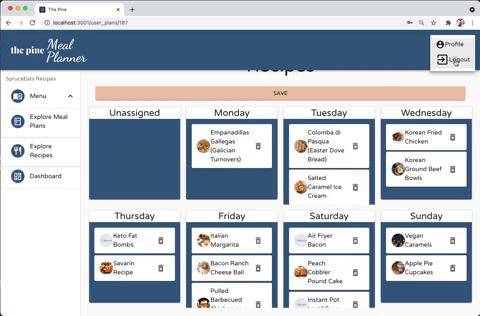 The Pine
localhost:3001/user_plans/187
the pine Meal
Planner
Profile
Logout
SpruceEats Recipes
Recipes
Menu
SAVE
Explore Meal
Plans
Explore
Recipes
Dashboard
Unassigned
Monday
Empanadillas
Gallegas
(Galician
Turnovers)
Tuesday
Colomba di
Pasqua
(Easter Dove
Bread)
Salted
Caramel Ice
Cream
Wednesday
Korean Fried
Chicken
Korean
Ground Beef
Bowls
Thursday
Keto Fat
Bombs
Savarin
Recipe
Friday
Italian
Margarita
Bacon Ranch
Cheese Ball
Pulled
Barbecued
Saturday
Air Fryer
Bacon
Peach
Cobbler
Pound Cake
Instant Pot
Sunday
Vegan
Caramels
Apple Pie
Cupcakes